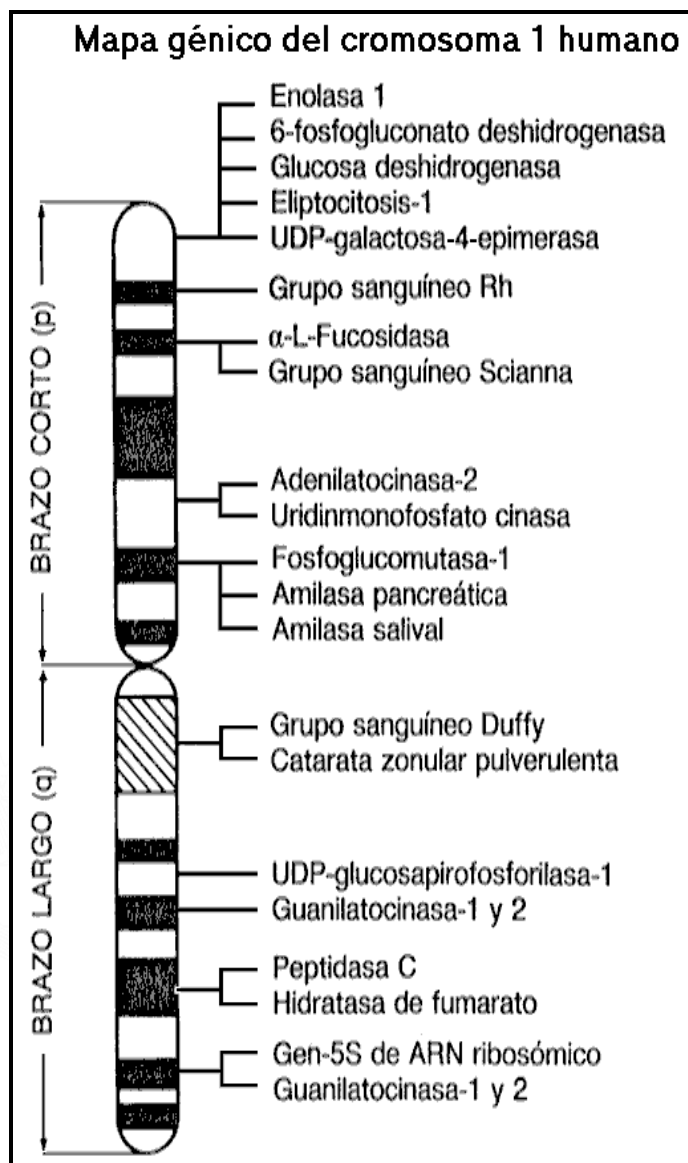 Mapa génico del cromosoma 1 humano
Enolasa 1
6-fosfogluconato deshidrogenasa
Glucosa deshidrogenasa
Eliptocitosis-1
UDP-galactosa-4-epimerasa
Grupo sanguíneo Rh
α-L-Fucosidasa
Grupo sanguíneo Scianna
BRAZO CORTO (p)
Adenilatocinasa-2
Uridinmonofosfato cinasa
Fosfoglucomutasa-1
Amilasa pancreática
Amilasa salival
Grupo sanguíneo Duffy
Catarata zonular pulverulenta
BRAZO LARGO (q)
UDP-glucosapirofosforilasa-1
Guanilatocinasa-1 y 2
Peptidasa C
Hidratasa de fumarato
Gen-5S de ARN ribosómico
Guanilatocinasa-1 y 2